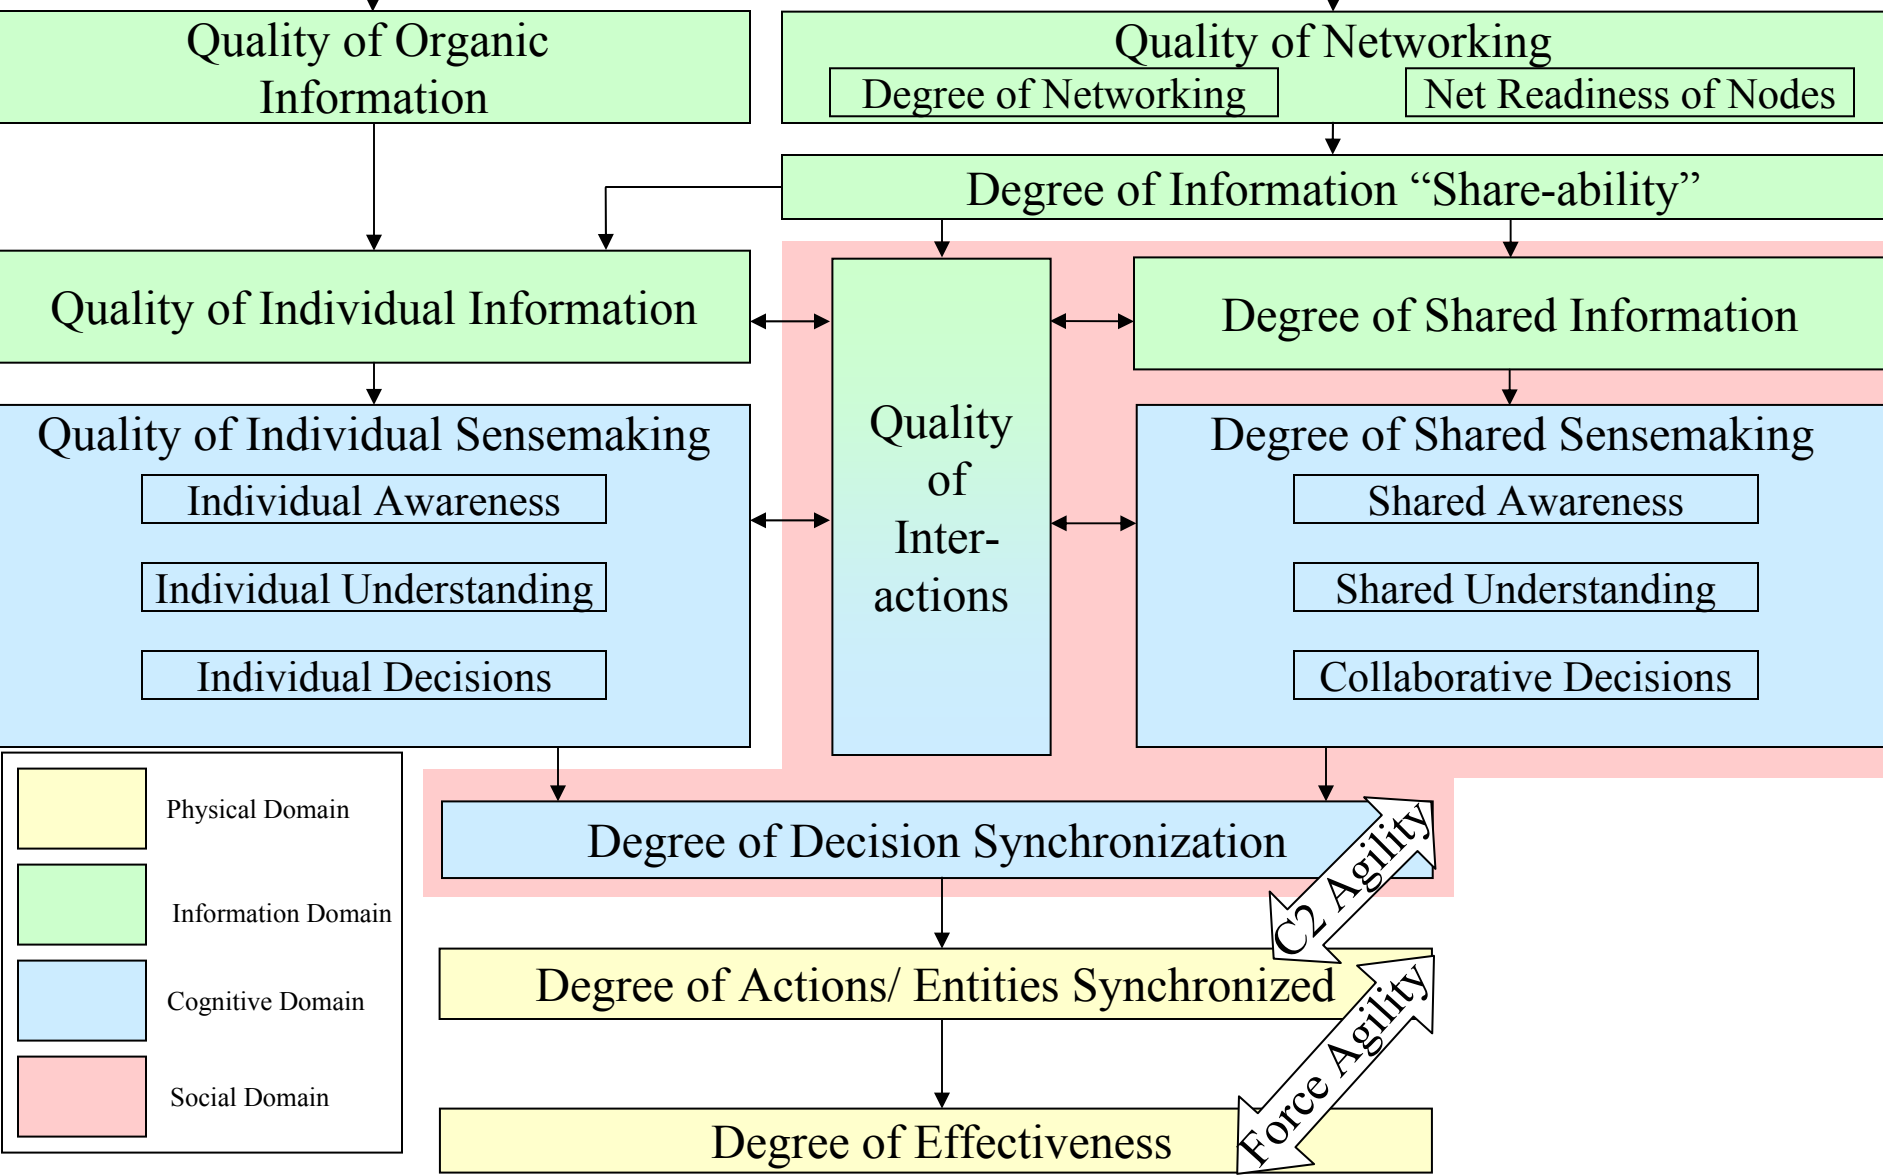 Quality of Organic
Information
Quality of Networking
Degree of Networking
Net Readiness of Nodes
Degree of Information “Share-ability”
Quality of Individual Information
Degree of Shared Information
Quality of Individual Sensemaking
Individual Awareness
Individual Understanding
Individual Decisions
Quality
of
Inter-
actions
Degree of Shared Sensemaking
Shared Awareness
Shared Understanding
Collaborative Decisions
Physical Domain
Information Domain
Cognitive Domain
Social Domain
Degree of Decision Synchronization
C2 Agility
Degree of Actions/ Entities Synchronized
Force Agility
Degree of Effectiveness